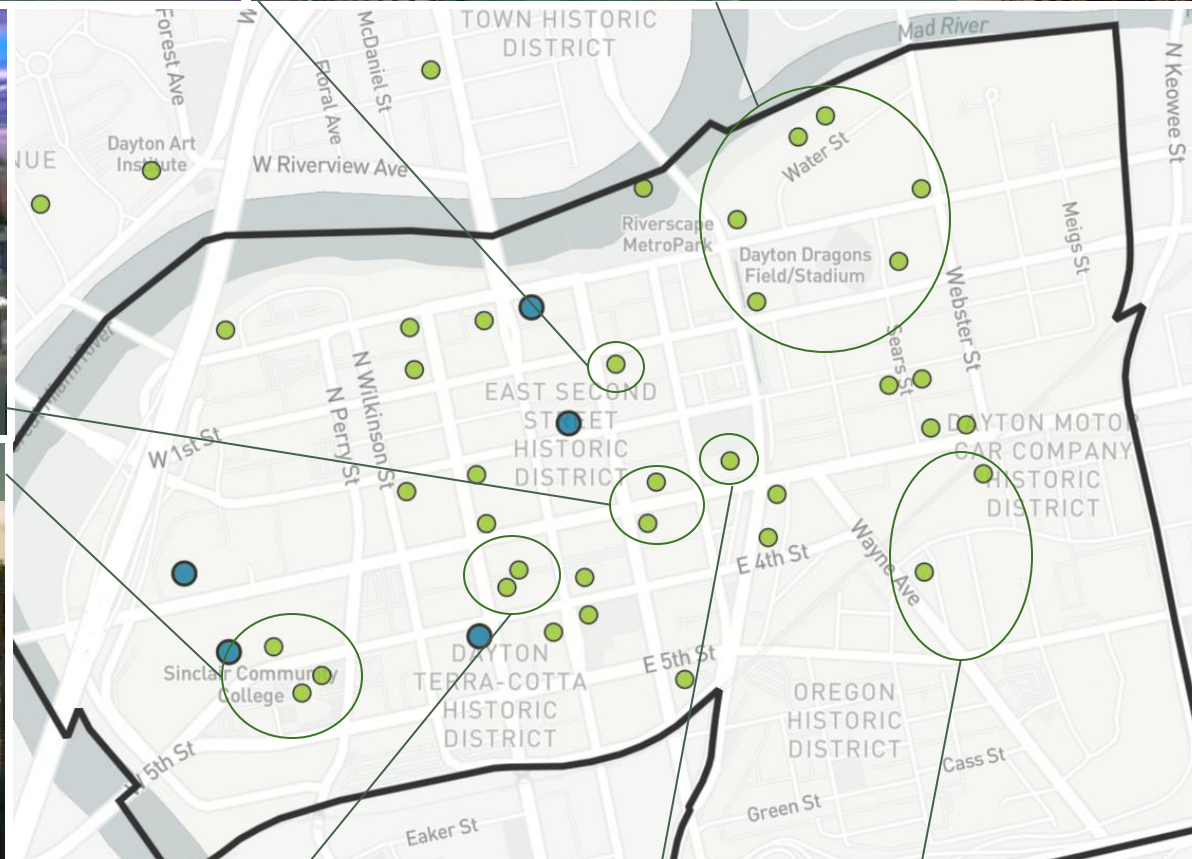 TOWN HISTORIC
DISTRICT
Mad River
Forest Ave
McDaniel St
Floral Ave
N Keowee St
Dayton Art
Institute
NUE
W Riverview Ave
Water St
Riverscape
MetroPark
Meigs St
Dayton Dragons
Field/Stadium
Webster St
Sears St
N Wilkinson St
N Perry St
EAST SECOND
STREET
HISTORIC
DISTRICT
W 1st St
DAYTON MOTOR
CAR COMPANY
HISTORIC
DISTRICT
Wayne Ave
E 4th St
Sinclair Community
College
DAYTON
TERRA-COTTA
HISTORIC
DISTRICT
E 5th St
OREGON
HISTORIC
DISTRICT
5th St
Cass St
Green St
Eaker St